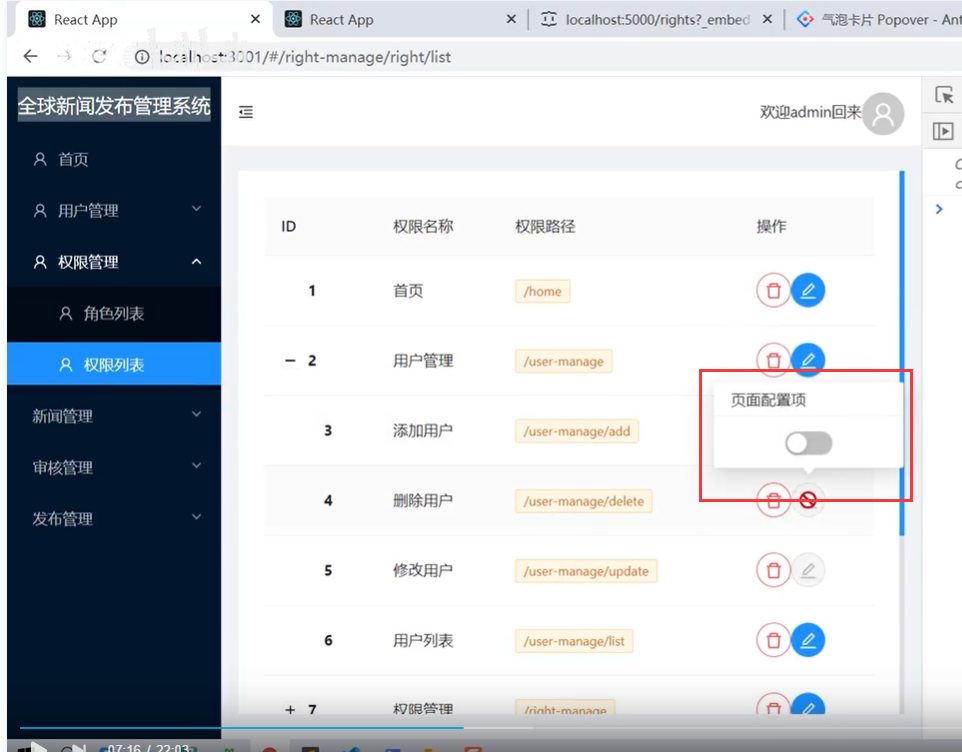 React App
React App
localhost:5000/rights?_embed
气泡卡片 Popover - Ant
localhost:3001/#/right-manage/right/list
全球新闻发布管理系统
欢迎admin回来
首页
用户管理
权限管理
角色列表
权限列表
新闻管理
审核管理
发布管理
ID 权限名称 权限路径 操作
1 首页 /home
2 用户管理 /user-manage
页面配置项
3 添加用户 /user-manage/add
4 删除用户 /user-manage/delete
5 修改用户 /user-manage/update
6 用户列表 /user-manage/list
7 权限管理 /right-manage
07:16 / 22:03